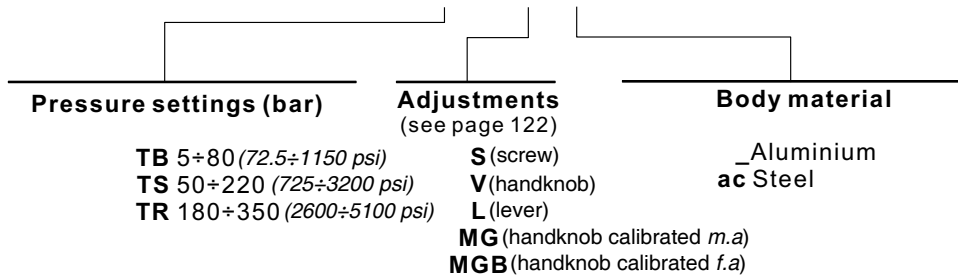 Pressure settings (bar)
TB 5÷80 (72.5÷1150 psi)
TS 50÷220 (725÷3200 psi)
TR 180÷350 (2600÷5100 psi)
Adjustments
(see page 122)
S (screw)
V (handknob)
L (lever)
MG (handknob calibrated m.a)
MGB (handknob calibrated f.a)
Body material
_Aluminium
ac Steel